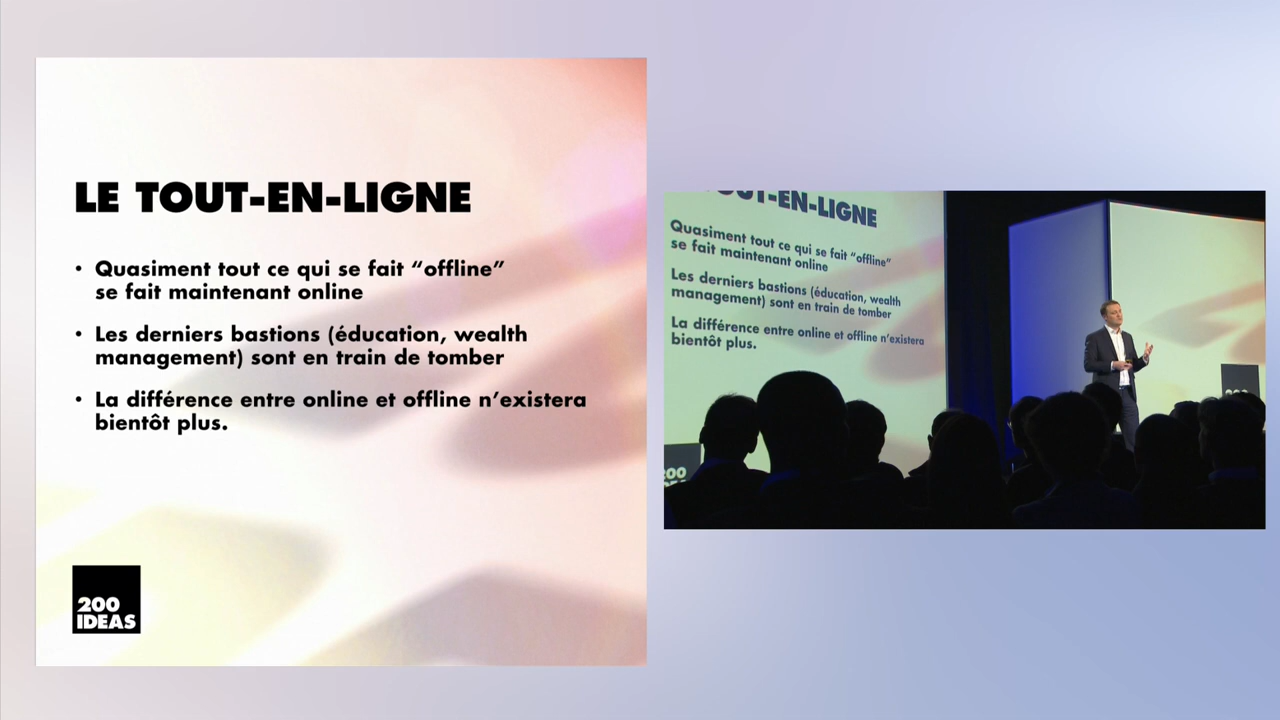 LE TOUT-EN-LIGNE
• Quasiment tout ce qui se fait “offline”
se fait maintenant online
• Les derniers bastions (éducation, wealth
management) sont en train de tomber
• La différence entre online et offline n’existera
bientôt plus.
200
IDEAS
TOUT-EN-LIGNE
Quasiment tout ce qui se fait “offline”
se fait maintenant online
Les derniers bastions (éducation, wealth
management) sont en train de tomber
La différence entre online et offline n’existera
bientôt plus.
200